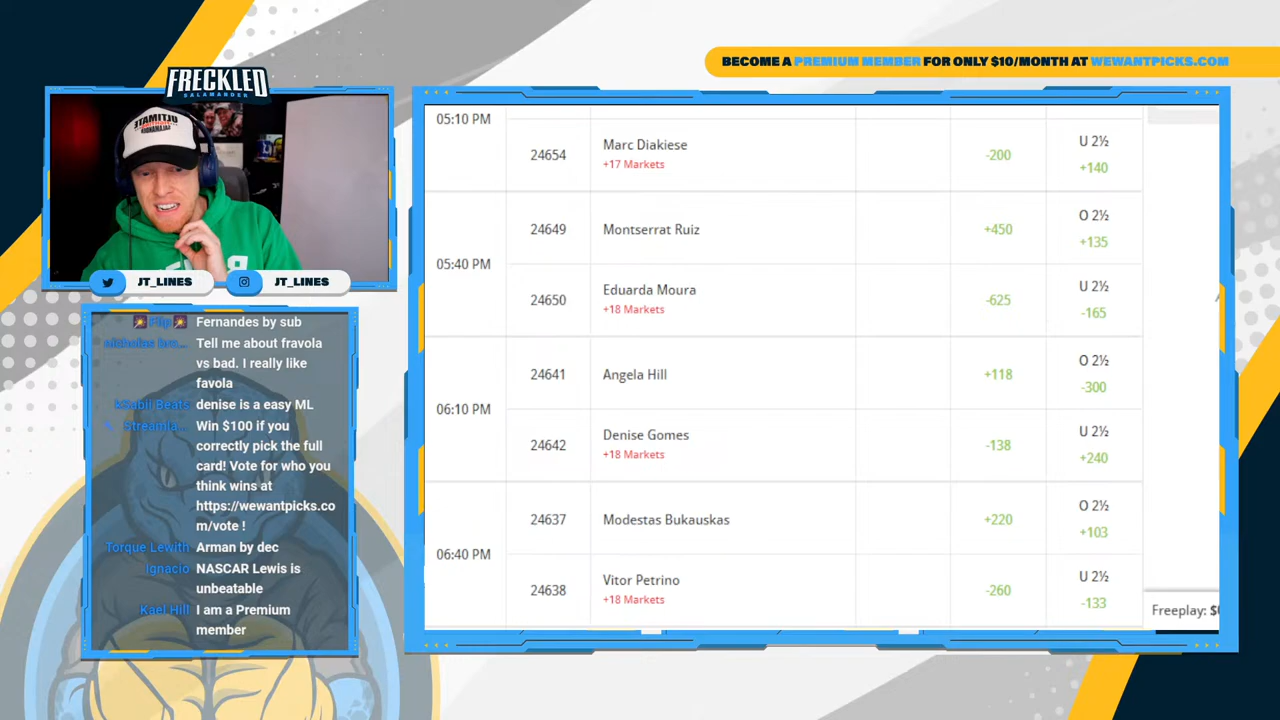 BECOME A PREMIUM MEMBER FOR ONLY $10/MONTH AT WEWANTPICKS.COM
FRECKLED
SALAMANDER
ULTIMATE
JT_LINES
JT_LINES
Flip Fernandes by sub
Tell me about fravola
vs bad. I really like
favola
Beats denise is a easy ML
Streamla... Win $100 if you
correctly pick the full
card! Vote for who you
think wins at
https://wewantpicks.co
m/vote !
Torque Lewith Arman by dec
Ignacio NASCAR Lewis is
unbeatable
Kael Hill I am a Premium
member
05:10 PM
24654 Marc Diakiese -200 U 2½
+17 Markets +140
24649 Montserrat Ruiz +450 O 2½
+135
05:40 PM
24650 Eduarda Moura -625 U 2½
+18 Markets -165
24641 Angela Hill +118 O 2½
-300
06:10 PM
24642 Denise Gomes -138 U 2½
+18 Markets +240
24637 Modestas Bukauskas +220 O 2½
+103
06:40 PM
24638 Vitor Petrino -260 U 2½
+18 Markets -133
Freeplay: